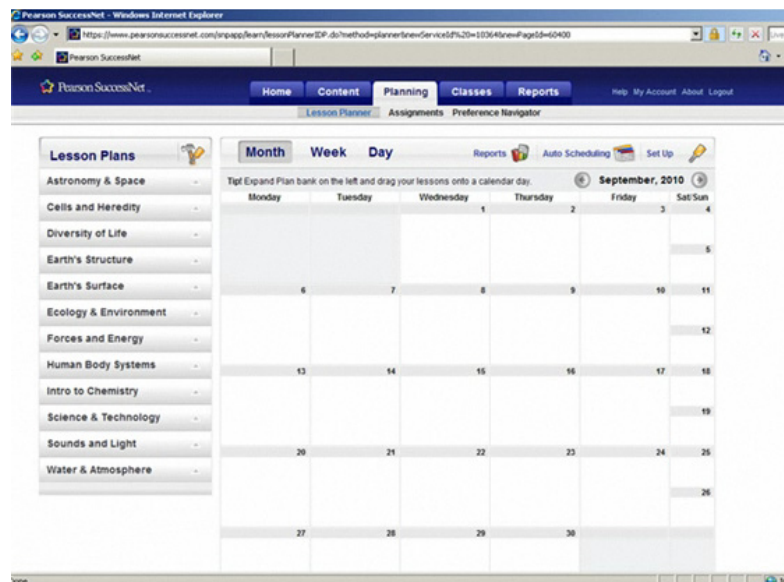 Pearson SuccessNet - Windows Internet Explorer
https://www.pearsonsuccessnet.com/snpapp/learn/lessonPlannerIDP.do?method=planner&newServiceId%20=10364&newPageId=60400
Live
Pearson SuccessNet
Pearson SuccessNet
Home Content Planning Classes Reports Help My Account About Logout
Lesson Planner Assignments Preference Navigator
Lesson Plans
Astronomy & Space
Cells and Heredity
Diversity of Life
Earth's Structure
Earth's Surface
Ecology & Environment
Forces and Energy
Human Body Systems
Intro to Chemistry
Science & Technology
Sounds and Light
Water & Atmosphere
Month Week Day Reports Auto Scheduling Set Up
Tip! Expand Plan bank on the left and drag your lessons onto a calendar day. September, 2010
Monday Tuesday Wednesday Thursday Friday Sat/Sun
1 2 3 4
5
6 7 8 9 10 11
12
13 14 15 16 17 18
19
20 21 22 23 24 25
26
27 28 29 30